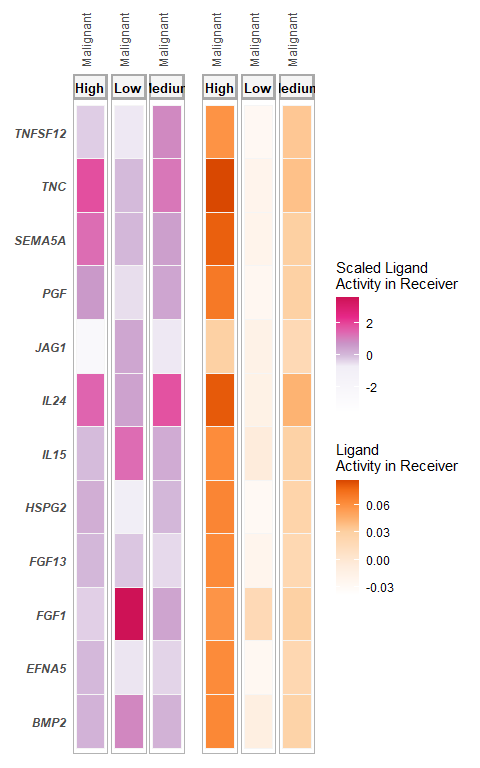 Malignant Malignant Malignant Malignant Malignant Malignant
High Low Medium High Low Medium
TNFSF12
TNC
SEMA5A
PGF
JAG1
IL24
IL15
HSPG2
FGF13
FGF1
EFNA5
BMP2
Scaled Ligand
Activity in Receiver
2
0
-2
Ligand
Activity in Receiver
0.06
0.03
0.00
-0.03